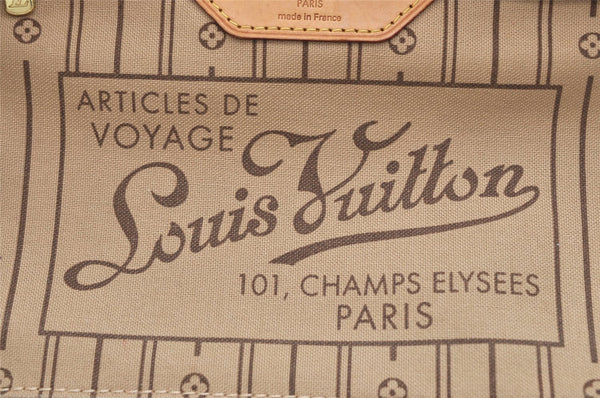 PARIS
made in France
ARTICLES DE
VOYAGE
Louis Vuitton
101, CHAMPS ELYSEES
PARIS